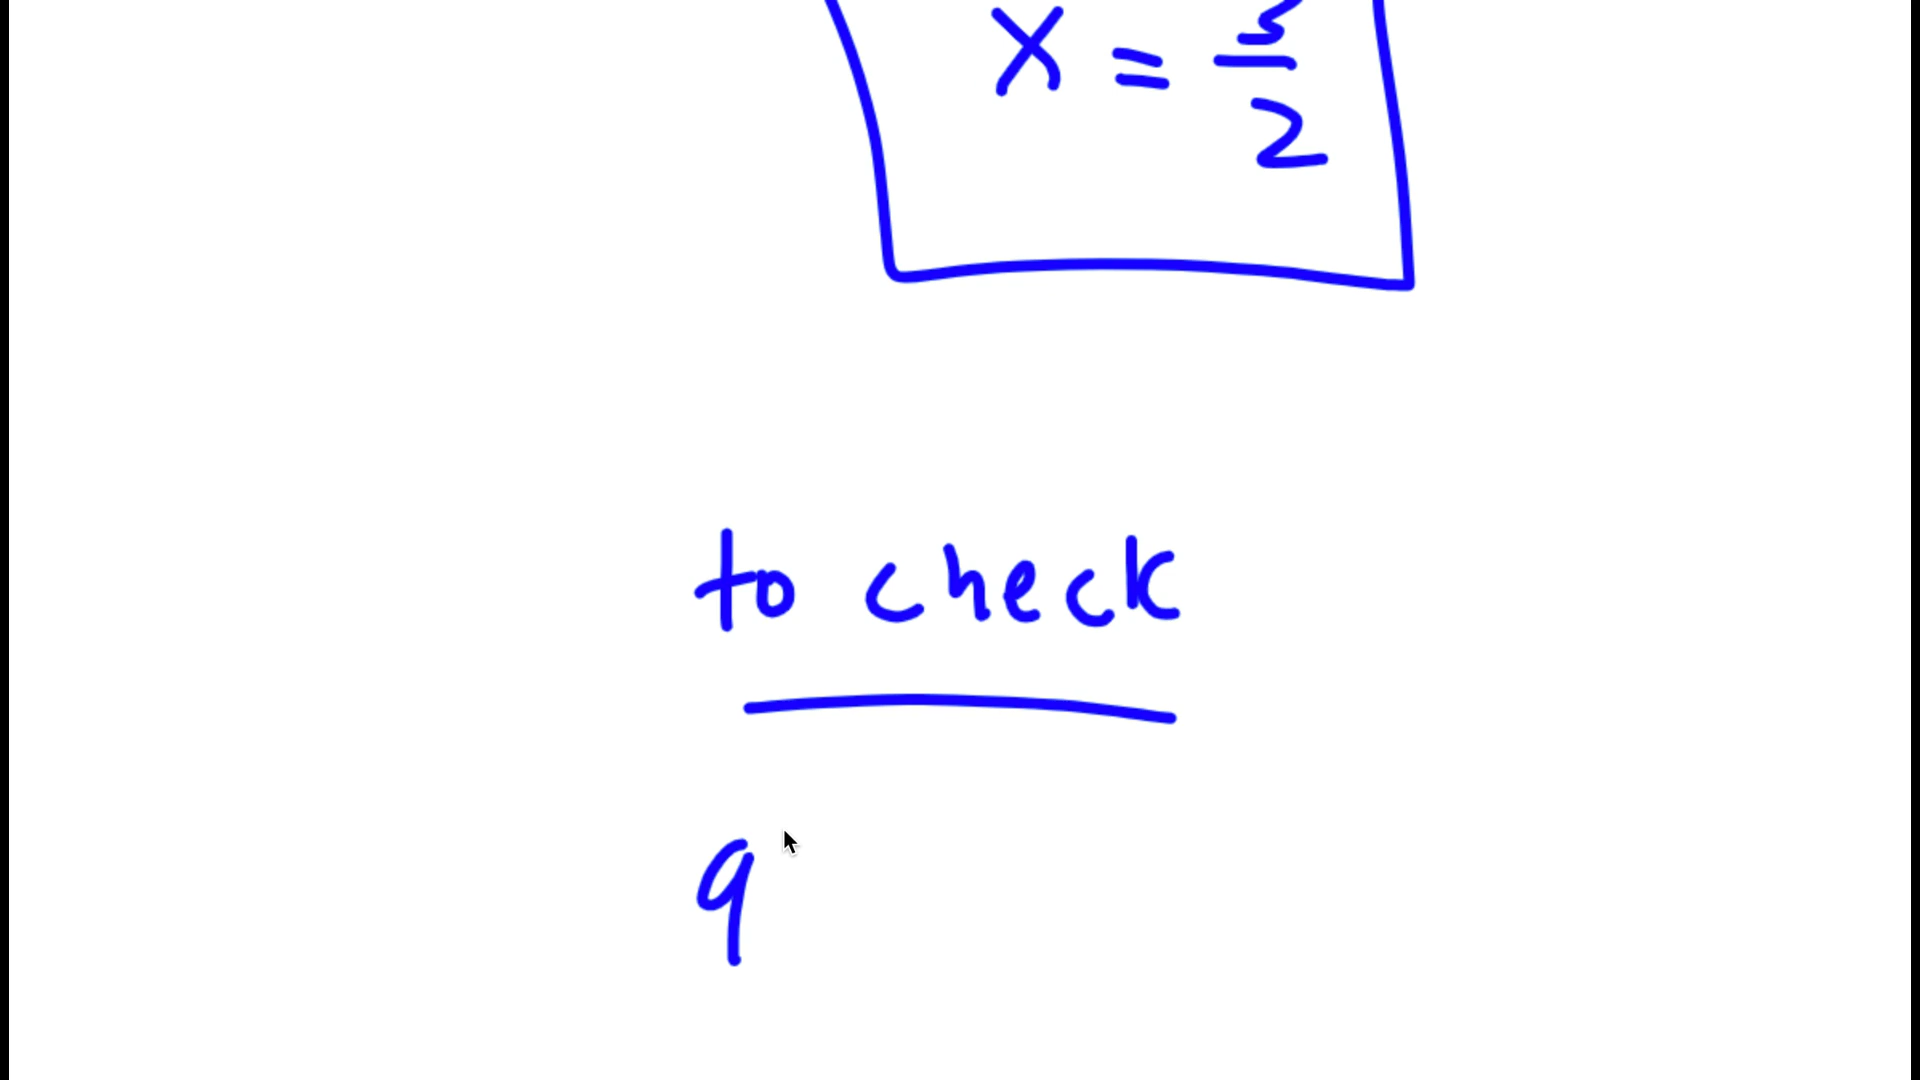 x = 3/2
to check
9